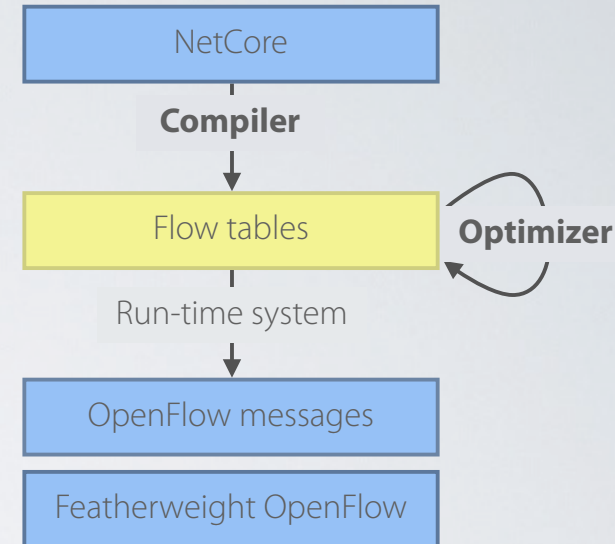 NetCore
Compiler
Flow tables
Optimizer
Run-time system
OpenFlow messages
Featherweight OpenFlow